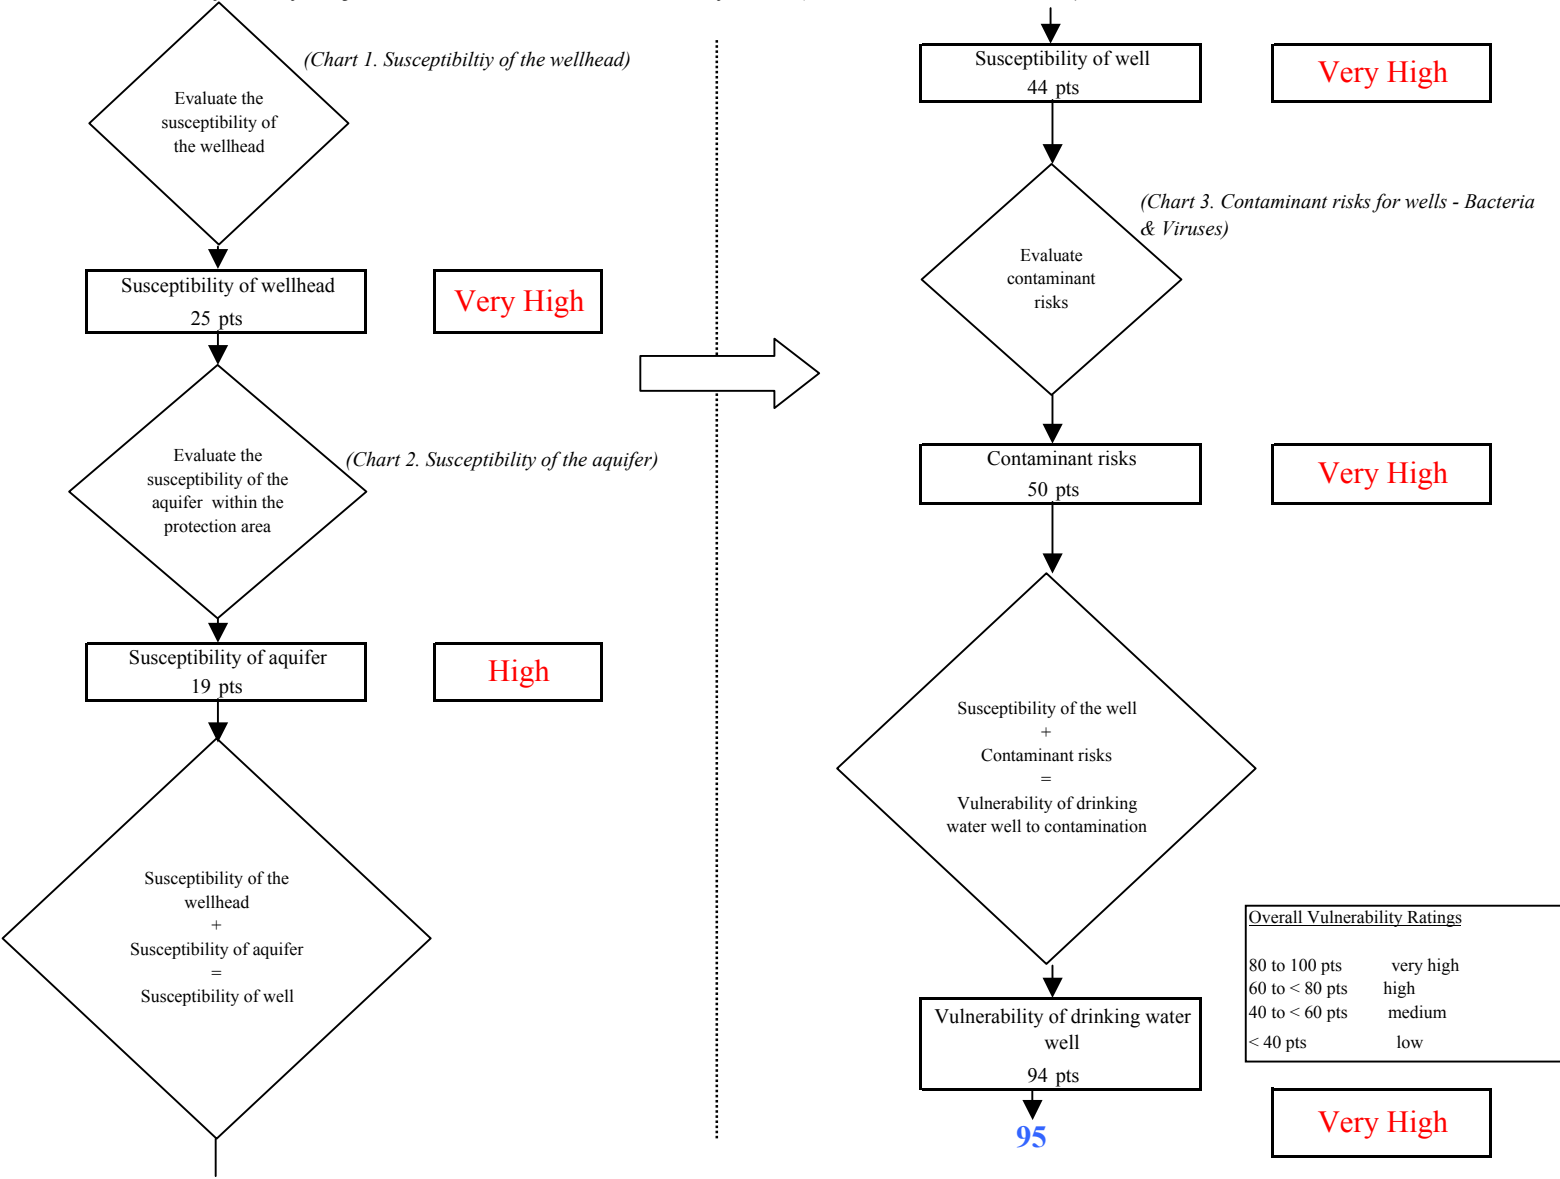 (Chart 1. Susceptibiltiy of the wellhead)
Evaluate the
susceptibility of
the wellhead
Susceptibility of wellhead
25 pts
Very High
Evaluate the
susceptibility of the
aquifer within the
protection area
(Chart 2. Susceptibility of the aquifer)
Susceptibility of aquifer
19 pts
High
Susceptibility of the
wellhead
+
Susceptibility of aquifer
=
Susceptibility of well
Susceptibility of well
44 pts
Very High
(Chart 3. Contaminant risks for wells - Bacteria
& Viruses)
Evaluate
contaminant
risks
Contaminant risks
50 pts
Very High
Susceptibility of the well
+
Contaminant risks
=
Vulnerability of drinking
water well to contamination
Overall Vulnerability Ratings
80 to 100 pts very high
60 to < 80 pts high
40 to < 60 pts medium
< 40 pts low
Vulnerability of drinking water
well
94 pts
95
Very High